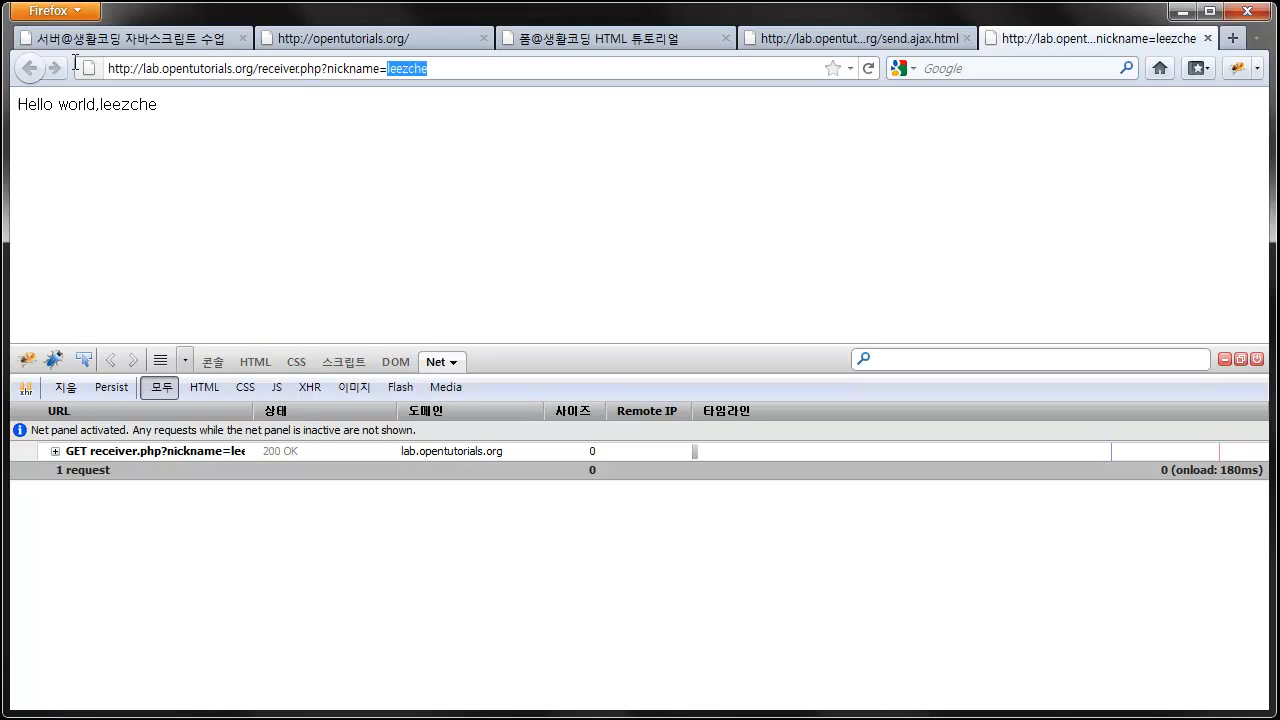 Firefox
서버@생활코딩 자바스크립트 수업
http://opentutorials.org/
폼@생활코딩 HTML 튜토리얼
http://lab.opentut...rg/send.ajax.html
http://lab.opent...nickname=leezche
http://lab.opentutorials.org/receiver.php?nickname=leezche
Google
Hello world,leezche
콘솔 HTML CSS 스크립트 DOM Net
xhr 지움 Persist 모두 HTML CSS JS XHR 이미지 Flash Media
URL 상태 도메인 사이즈 Remote IP 타임라인
Net panel activated. Any requests while the net panel is inactive are not shown.
GET receiver.php?nickname=lee 200 OK lab.opentutorials.org 0
1 request 0 0 (onload: 180ms)